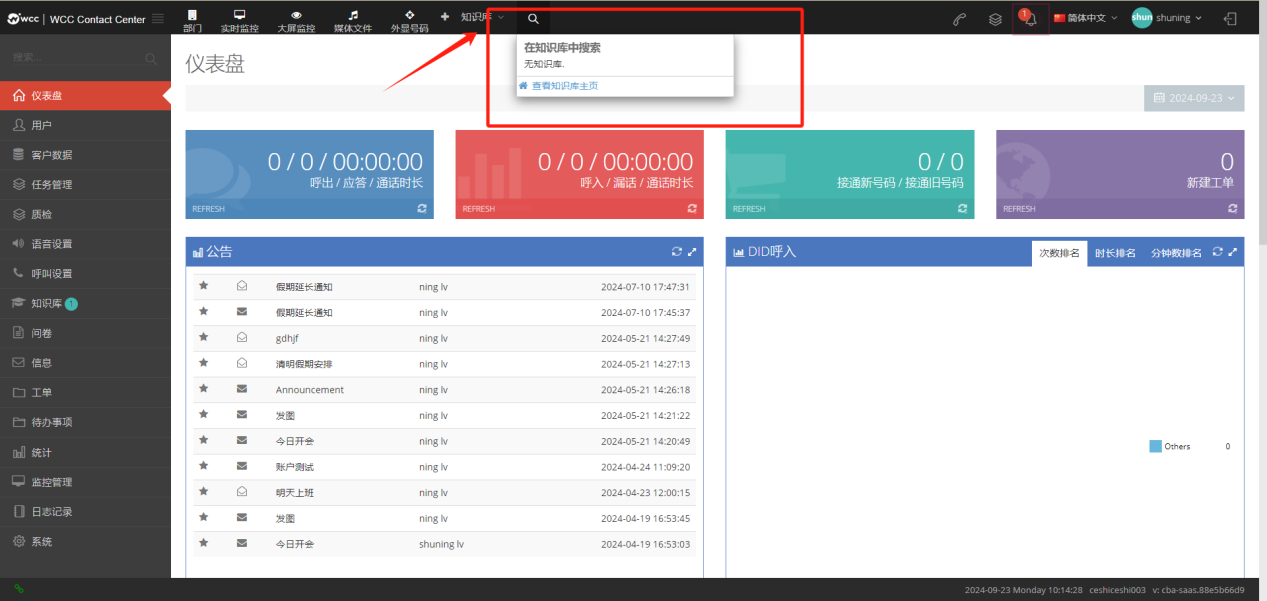 wcc | WCC Contact Center
部门
实时监控
大屏监控
媒体文件
外显号码
知识库
1
简体中文
shun
shuning
搜索...
在知识库中搜索
无知识库.
查看知识库主页
仪表盘
用户
客户数据
任务管理
质检
语音设置
呼叫设置
知识库 1
问卷
信息
工单
待办事项
统计
监控管理
日志记录
系统
仪表盘
2024-09-23
0 / 0 / 00:00:00
呼出 / 应答 / 通话时长
REFRESH
0 / 0 / 00:00:00
呼入 / 漏话 / 通话时长
REFRESH
0 / 0
接通新号码 / 接通旧号码
REFRESH
0
新建工单
REFRESH
公告
假期延长通知 ning lv 2024-07-10 17:47:31
假期延长通知 ning lv 2024-07-10 17:45:37
gdhjf ning lv 2024-05-21 14:27:49
清明假期安排 ning lv 2024-05-21 14:27:13
Announcement ning lv 2024-05-21 14:26:18
发图 ning lv 2024-05-21 14:21:22
今日开会 ning lv 2024-05-21 14:20:49
账户测试 ning lv 2024-04-24 11:09:20
明天上班 ning lv 2024-04-23 12:00:15
发图 ning lv 2024-04-19 16:53:45
今日开会 shuning lv 2024-04-19 16:53:03
DID呼入
次数排名
时长排名
分钟数排名
Others 0
2024-09-23 Monday 10:14:28 ceshiceshi003 v: cba-saas.88e5b66d9